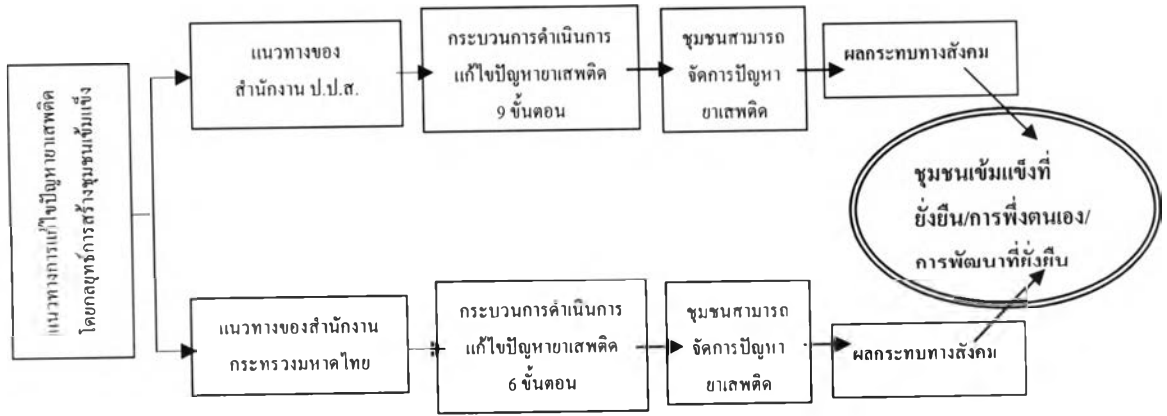 แนวทางการแก้ไขปัญหายาเสพติด
โดยกลยุทธ์การสร้างชุมชนเข้มแข็ง
แนวทางของ
สำนักงาน ป.ป.ส.
กระบวนการดำเนินการ
แก้ไขปัญหายาเสพติด
9 ขั้นตอน
ชุมชนสามารถ
จัดการปัญหา
ยาเสพติด
ผลกระทบทางสังคม
ชุมชนเข้มแข็งที่
ยั่งยืน/การพึ่งตนเอง/
การพัฒนาที่ยั่งยืน
แนวทางของสำนักงาน
กระทรวงมหาดไทย
กระบวนการดำเนินการ
แก้ไขปัญหายาเสพติด
6 ขั้นตอน
ชุมชนสามารถ
จัดการปัญหา
ยาเสพติด
ผลกระทบทางสังคม